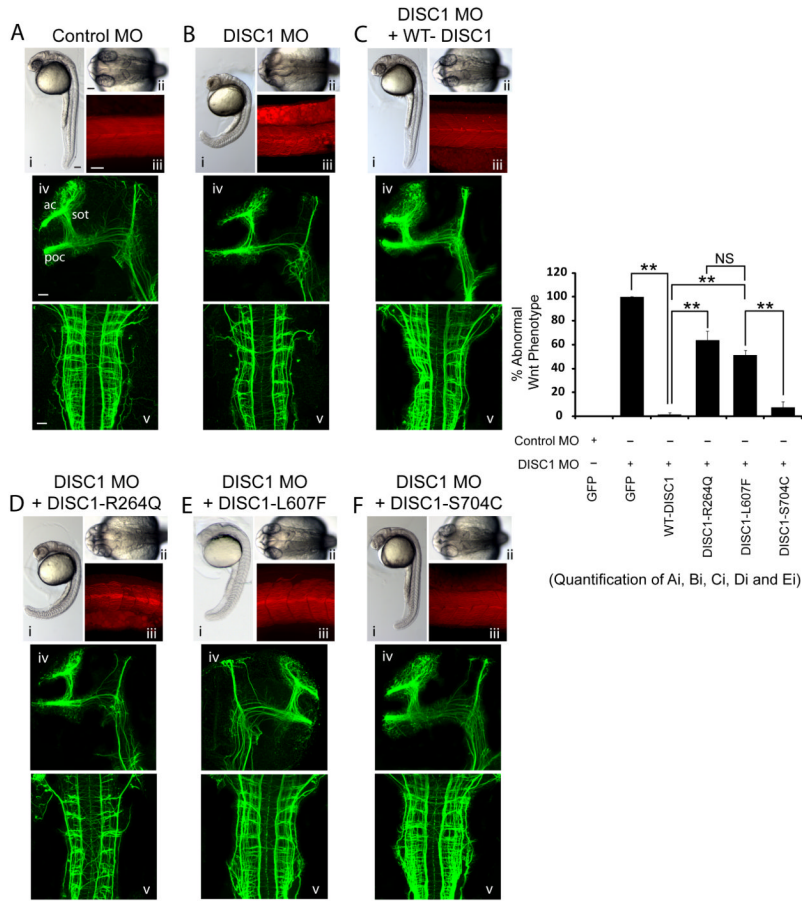 A
Control MO
B
DISC1 MO
C
DISC1 MO
+ WT- DISC1
i
ii
iii
iv
ac
sot
poc
v
i
ii
iii
v
i
ii
iii
v
% Abnormal
Wnt Phenotype
120
100
80
60
40
20
0
**
**
**
NS
**
Control MO + – – – – –
DISC1 MO – + + + + +
GFP
GFP
WT-DISC1
DISC1-R264Q
DISC1-L607F
DISC1-S704C
(Quantification of Ai, Bi, Ci, Di and Ei)
D
DISC1 MO
+ DISC1-R264Q
E
DISC1 MO
+ DISC1-L607F
F
DISC1 MO
+ DISC1-S704C
i
ii
iii
iv
v
i
ii
iii
iv
v
i
ii
iii
iv
v